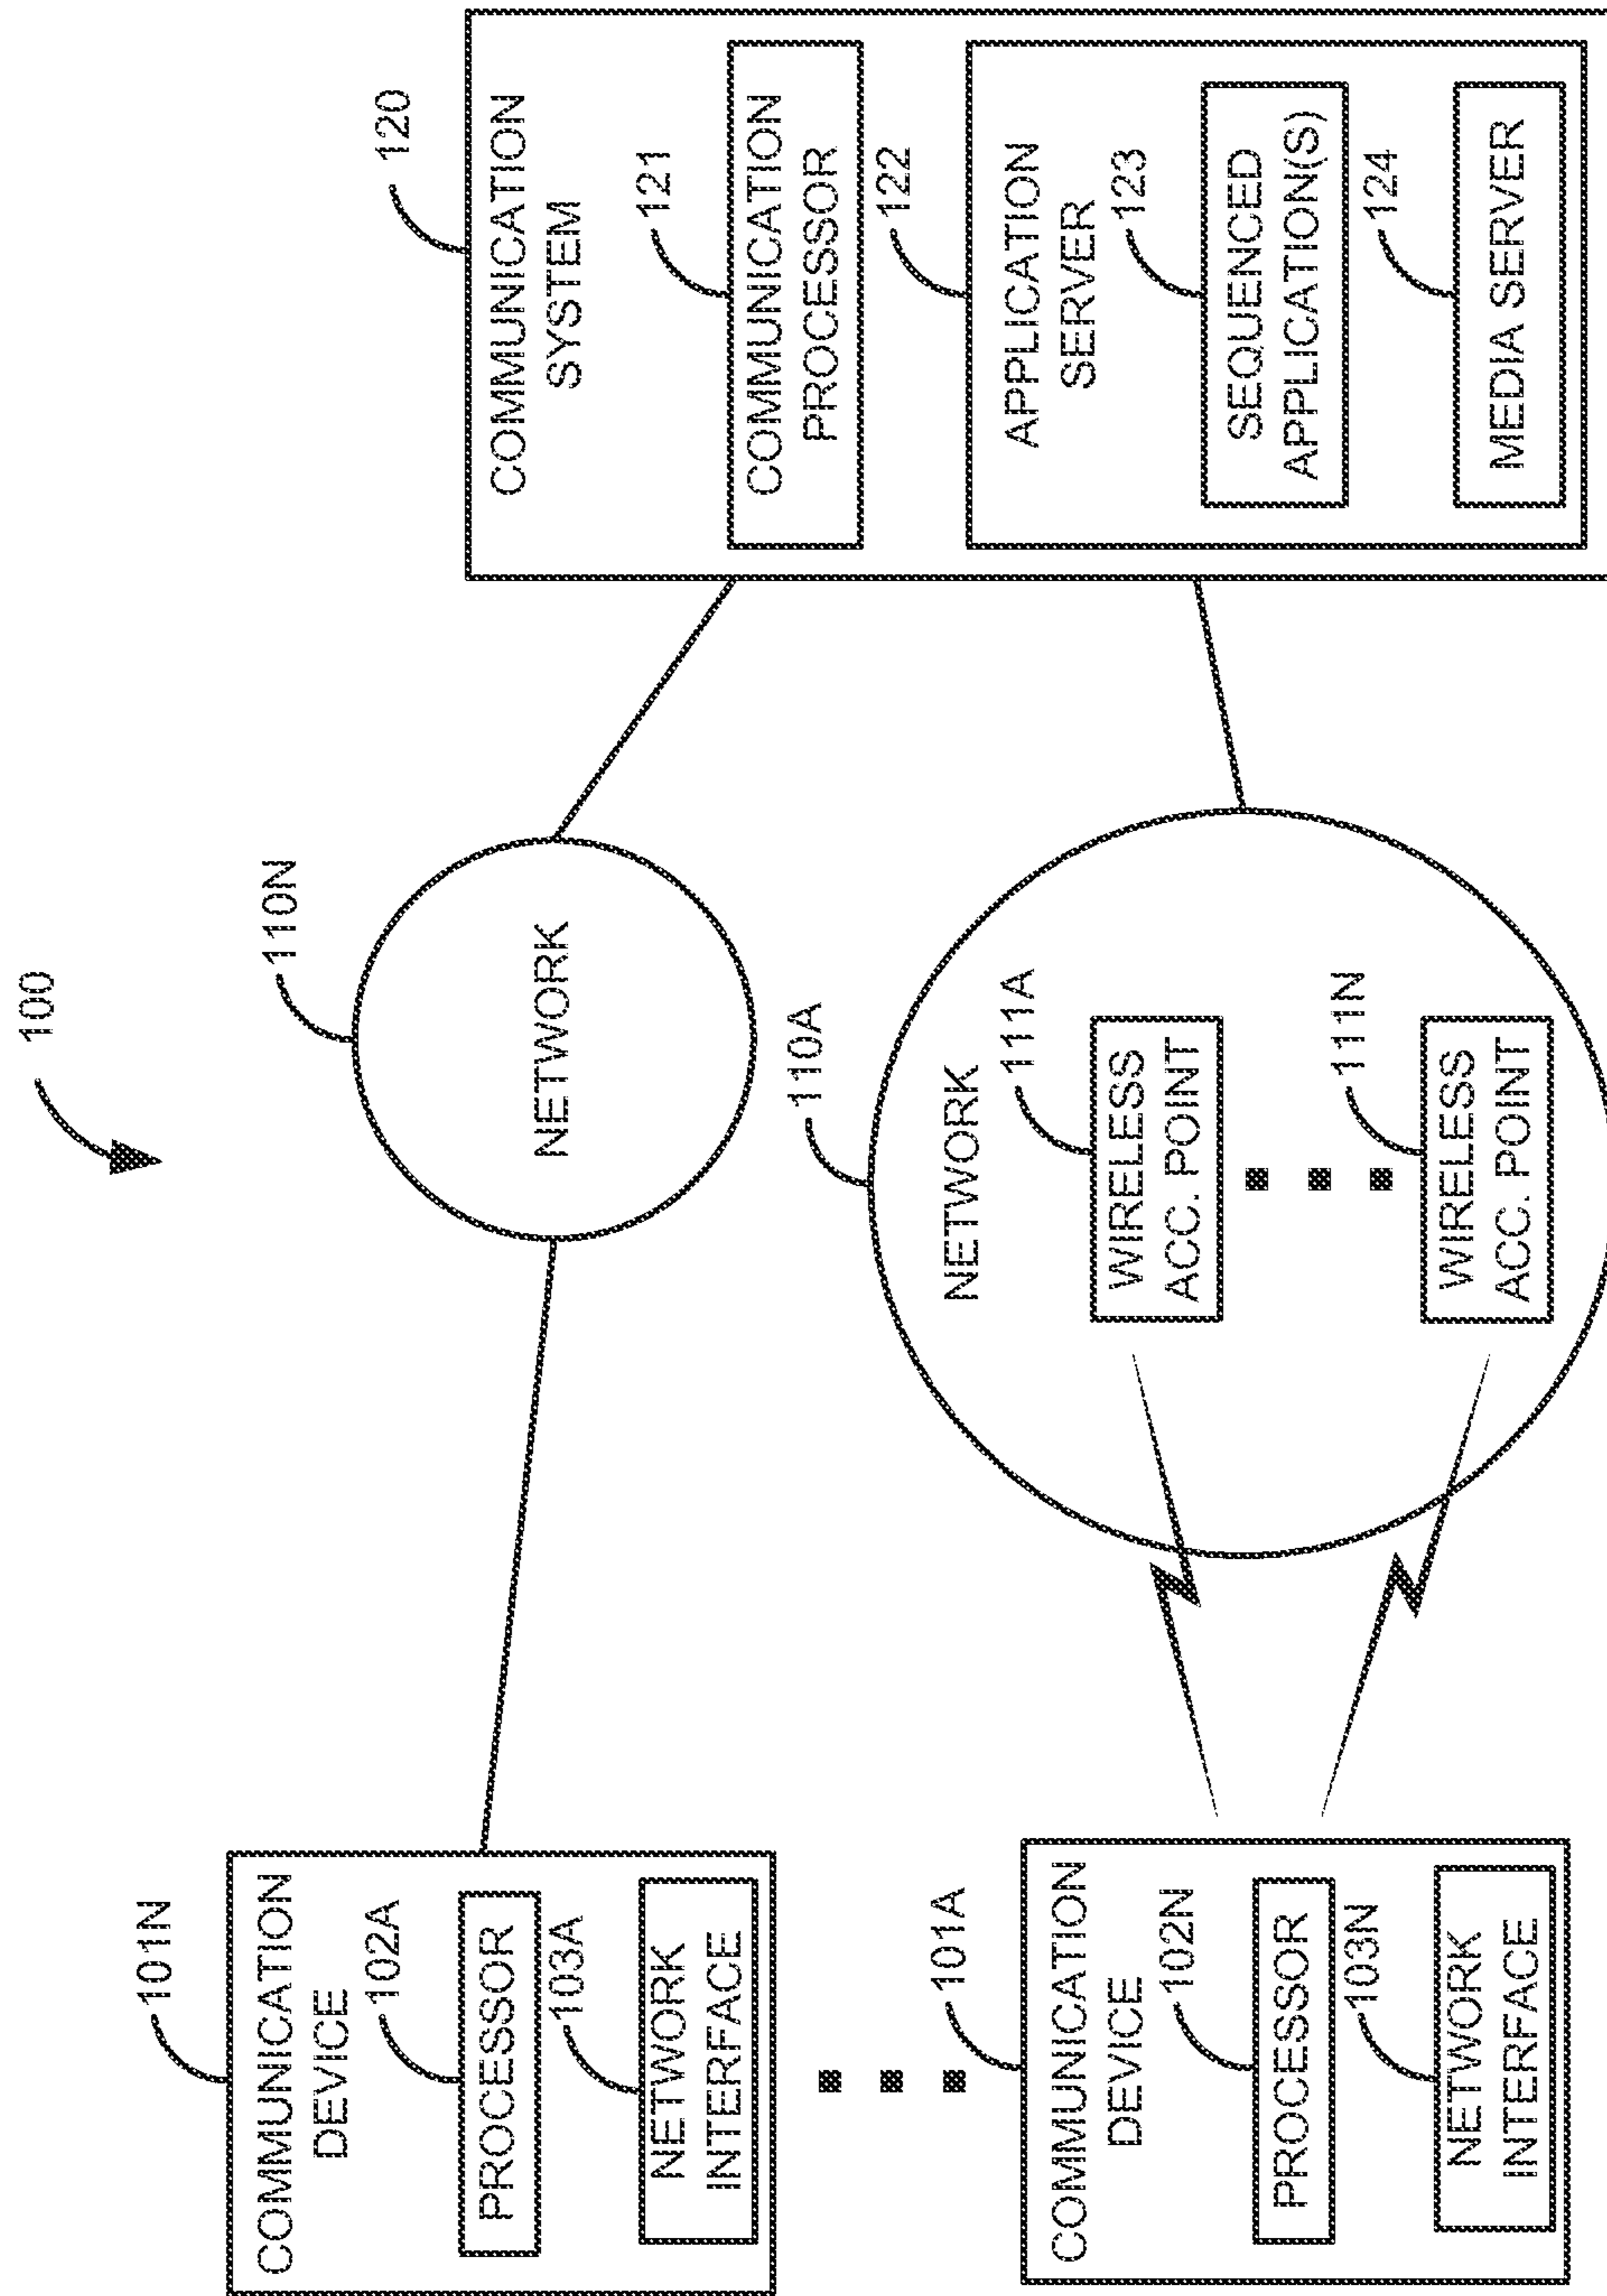 100
101N
COMMUNICATION
DEVICE
102A
PROCESSOR
103A
NETWORK
INTERFACE
101A
COMMUNICATION
DEVICE
102N
PROCESSOR
103N
NETWORK
INTERFACE
110N
NETWORK
110A
NETWORK
111A
WIRELESS
ACC. POINT
111N
WIRELESS
ACC. POINT
120
COMMUNICATION
SYSTEM
121
COMMUNICATION
PROCESSOR
122
APPLICATION
SERVER
123
SEQUENCED
APPLICATION(S)
124
MEDIA SERVER